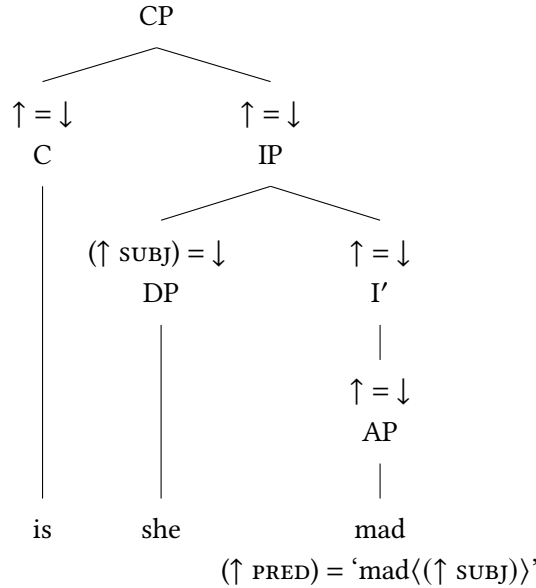 CP
↑ = ↓ ↑ = ↓
C IP
(↑ SUBJ) = ↓ ↑ = ↓
DP I′
↑ = ↓
AP
is she mad
(↑ PRED) = ‘mad⟨(↑ SUBJ)⟩’